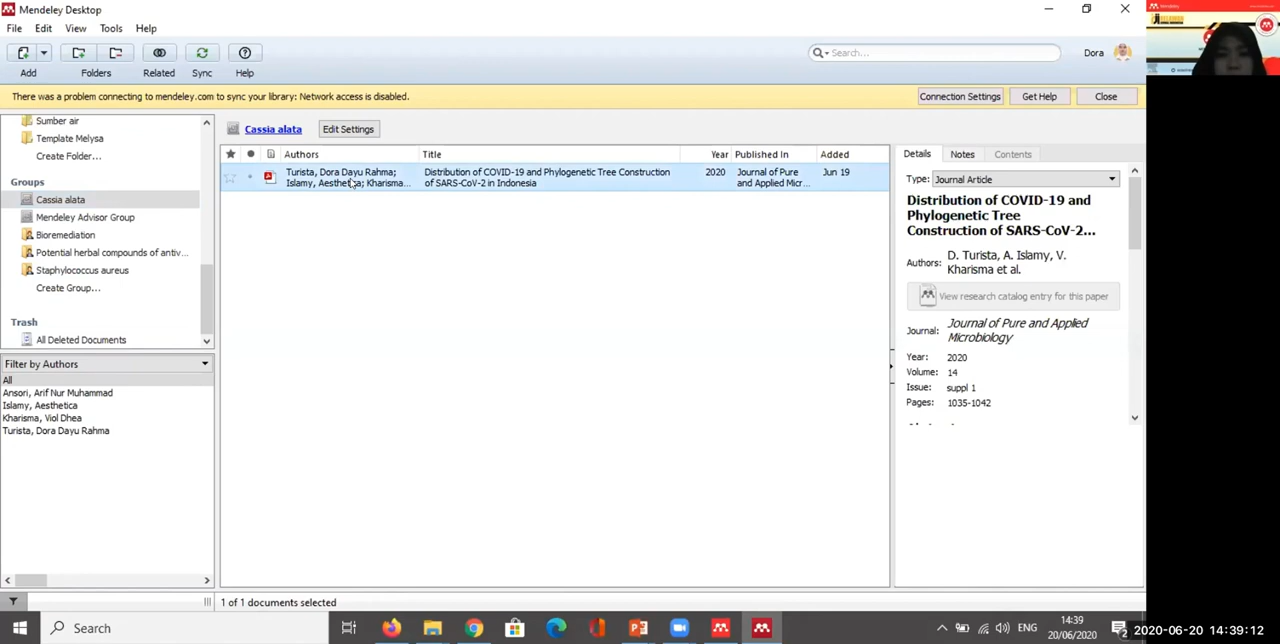 Mendeley Desktop
File Edit View Tools Help
Add Folders Related Sync Help
Search...
Dora
There was a problem connecting to mendeley.com to sync your library: Network access is disabled.
Connection Settings Get Help Close
Sumber air
Template Melysa
Create Folder...
Groups
Cassia alata
Mendeley Advisor Group
Bioremediation
Potential herbal compounds of antiv...
Staphylococcus aureus
Create Group...
Trash
All Deleted Documents
Filter by Authors
All
Ansori, Arif Nur Muhammad
Islamy, Aesthetica
Kharisma, Viol Dhea
Turista, Dora Dayu Rahma
Cassia alata Edit Settings
Authors Title Year Published In Added
Turista, Dora Dayu Rahma; Distribution of COVID-19 and Phylogenetic Tree Construction 2020 Journal of Pure Jun 19
Islamy, Aesthetica; Kharisma... of SARS-CoV-2 in Indonesia and Applied Micr...
Details Notes Contents
Type: Journal Article
Distribution of COVID-19 and
Phylogenetic Tree
Construction of SARS-CoV-2...
Authors: D. Turista, A. Islamy, V.
Kharisma et al.
View research catalog entry for this paper
Journal: Journal of Pure and Applied
Microbiology
Year: 2020
Volume: 14
Issue: suppl 1
Pages: 1035-1042
1 of 1 documents selected
Search
ENG
14:39
20/06/2020
2
2020-06-20 14:39:12
Mendeley